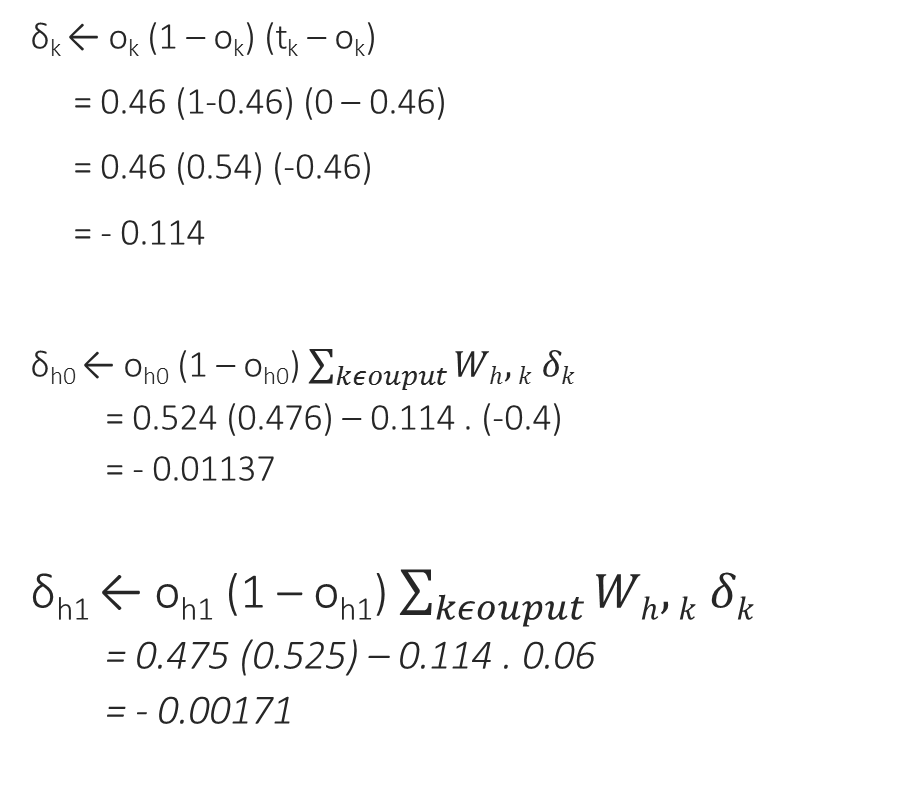 δk ← ok (1 – ok) (tk – ok)
= 0.46 (1-0.46) (0 – 0.46)
= 0.46 (0.54) (-0.46)
= - 0.114
δh0 ← oh0 (1 – oh0) ∑kϵouput Wh,k δk
= 0.524 (0.476) – 0.114 . (-0.4)
= - 0.01137
δh1 ← oh1 (1 – oh1) ∑kϵouput Wh,k δk
= 0.475 (0.525) – 0.114 . 0.06
= - 0.00171